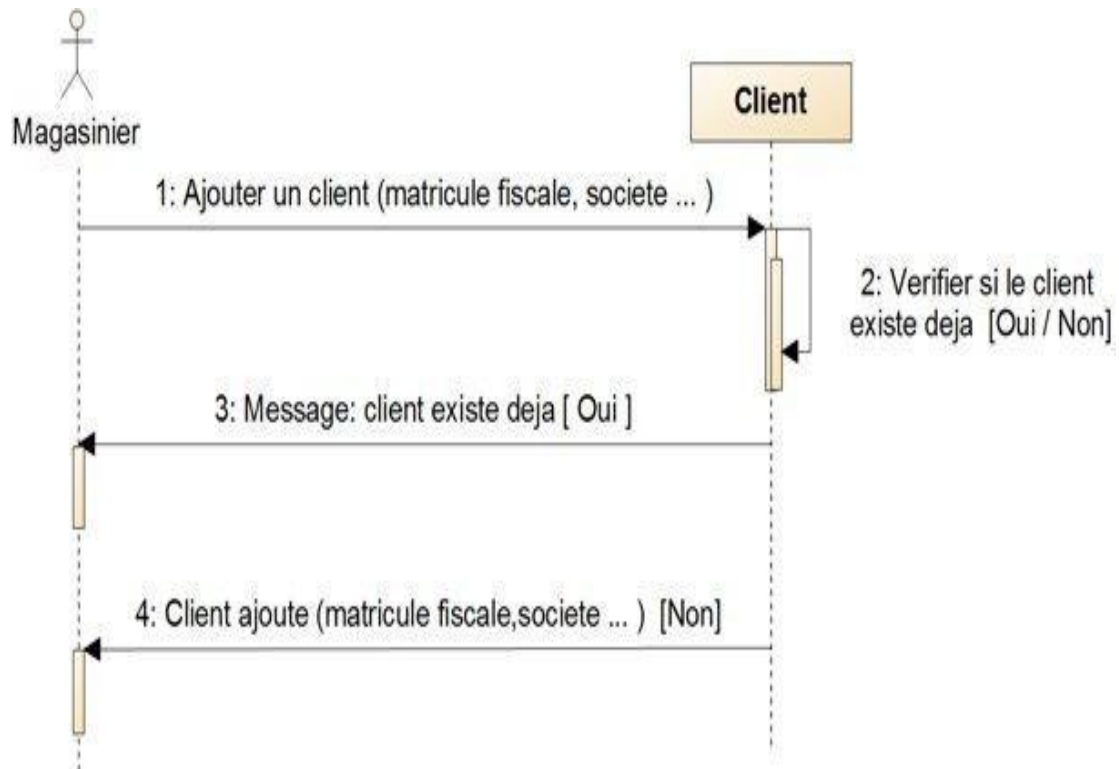 Magasinier
Client
1: Ajouter un client (matricule fiscale, societe ... )
2: Verifier si le client
existe deja [Oui / Non]
3: Message: client existe deja [ Oui ]
4: Client ajoute (matricule fiscale,societe ... ) [Non]